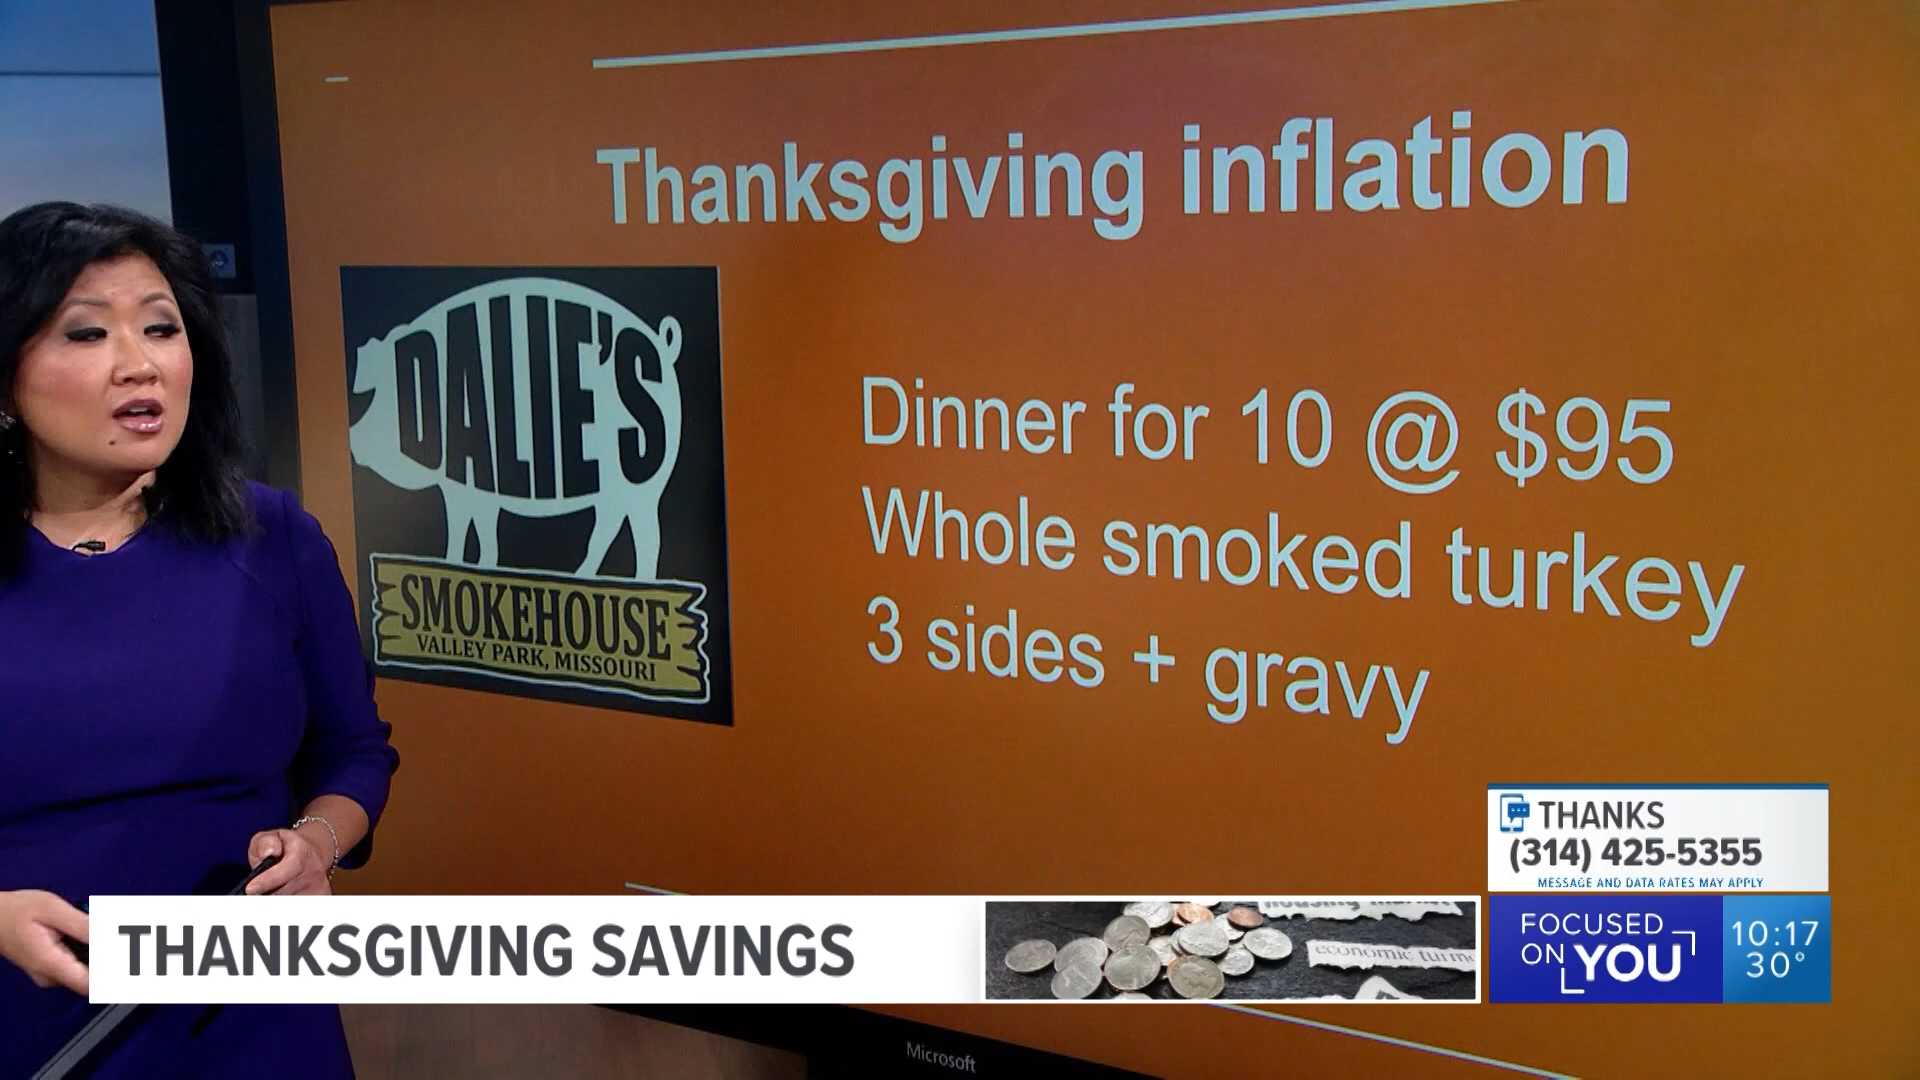 Thanksgiving inflation
DALIE'S
SMOKEHOUSE
VALLEY PARK, MISSOURI
Dinner for 10 @ $95
Whole smoked turkey
3 sides + gravy
THANKS
(314) 425-5355
MESSAGE AND DATA RATES MAY APPLY
THANKSGIVING SAVINGS
economic
FOCUSED
ON YOU
10:17
30°
Microsoft